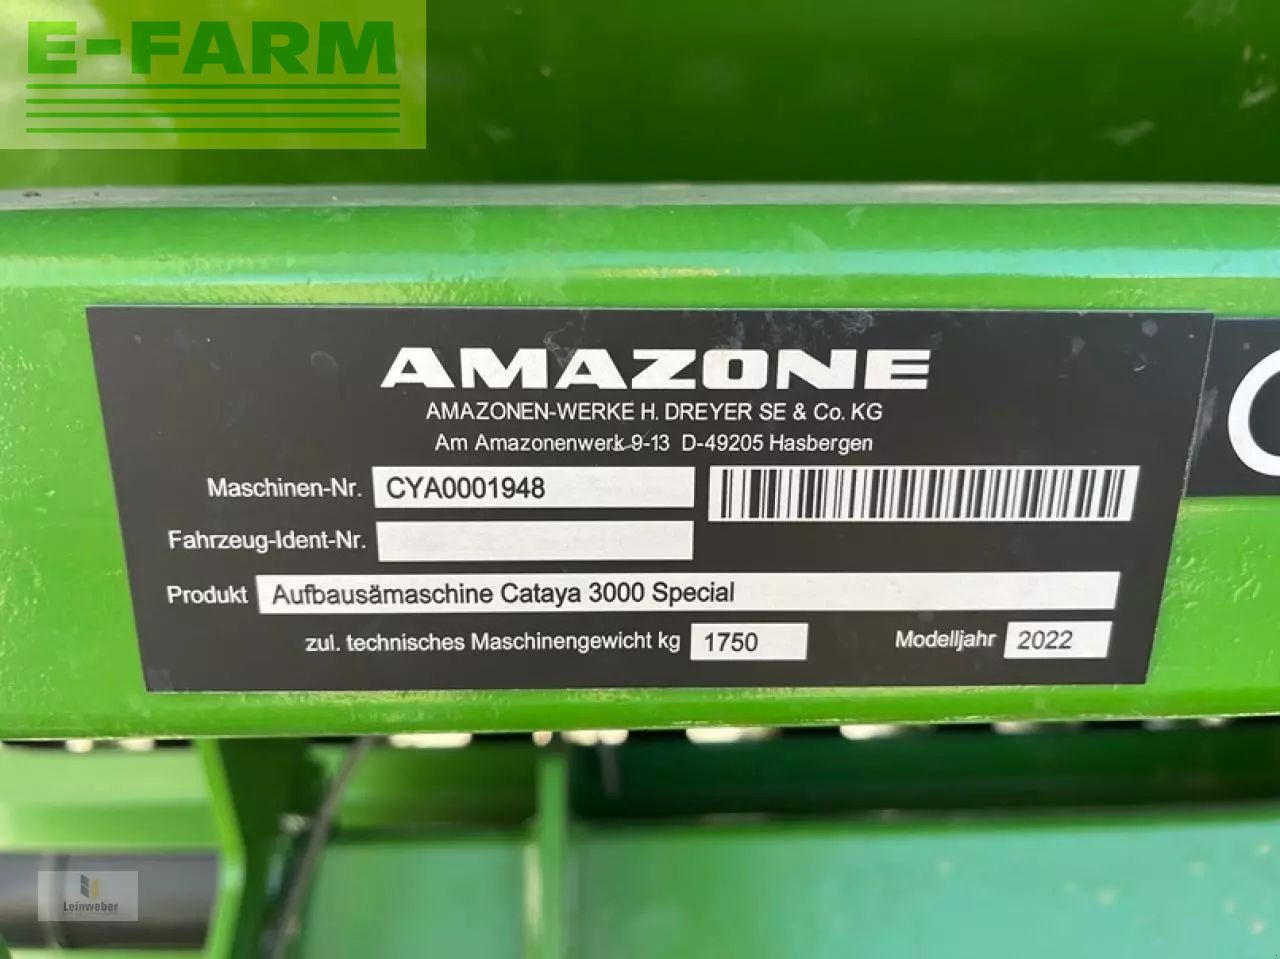 E-FARM
AMAZONE
AMAZONEN-WERKE H. DREYER SE & Co. KG
Am Amazonenwerk 9-13 D-49205 Hasbergen
Maschinen-Nr. CYA0001948
Fahrzeug-Ident-Nr.
Produkt Aufbausämaschine Cataya 3000 Special
zul. technisches Maschinengewicht kg 1750 Modelljahr 2022
Leinweber